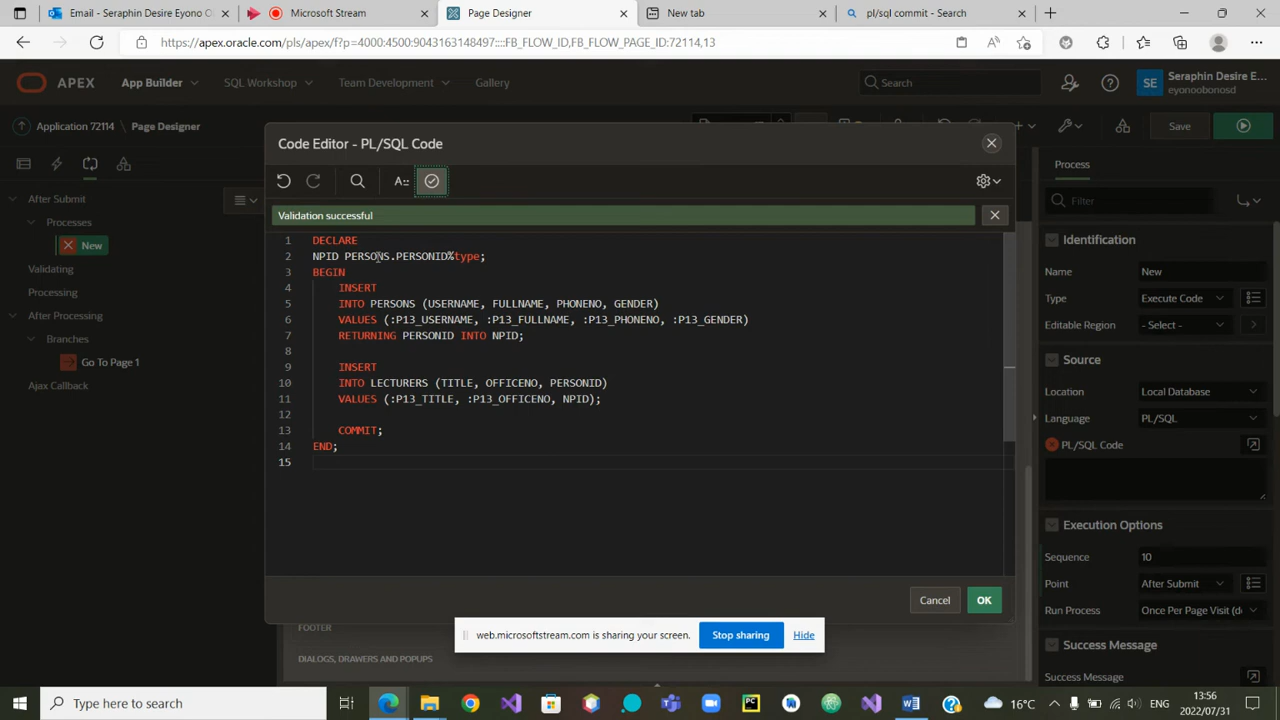 Email - Seraphin Desire Eyono O
Microsoft Stream
Page Designer
New tab
pl/sql commit - Search
https://apex.oracle.com/pls/apex/f?p=4000:4500:9043163148497::::FB_FLOW_ID,FB_FLOW_PAGE_ID:72114,13
APEX
App Builder
SQL Workshop
Team Development
Gallery
Search
SE
Seraphin Desire E...
eyonoobonosd
Application 72114
Page Designer
Save
Code Editor - PL/SQL Code
Validation successful
After Submit
Processes
New
Validating
Processing
After Processing
Branches
Go To Page 1
Ajax Callback
1 DECLARE
2 NPID PERSONS.PERSONID%type;
3 BEGIN
4 INSERT
5 INTO PERSONS (USERNAME, FULLNAME, PHONENO, GENDER)
6 VALUES (:P13_USERNAME, :P13_FULLNAME, :P13_PHONENO, :P13_GENDER)
7 RETURNING PERSONID INTO NPID;
8
9 INSERT
10 INTO LECTURERS (TITLE, OFFICENO, PERSONID)
11 VALUES (:P13_TITLE, :P13_OFFICENO, NPID);
12
13 COMMIT;
14 END;
15
Cancel
OK
Process
Filter
Identification
Name New
Type Execute Code
Editable Region - Select -
Source
Location Local Database
Language PL/SQL
PL/SQL Code
Execution Options
Sequence 10
Point After Submit
Run Process Once Per Page Visit (de
Success Message
Success Message
FOOTER
DIALOGS, DRAWERS AND POPUPS
web.microsoftstream.com is sharing your screen.
Stop sharing
Hide
Type here to search
16°C
ENG
13:56
2022/07/31